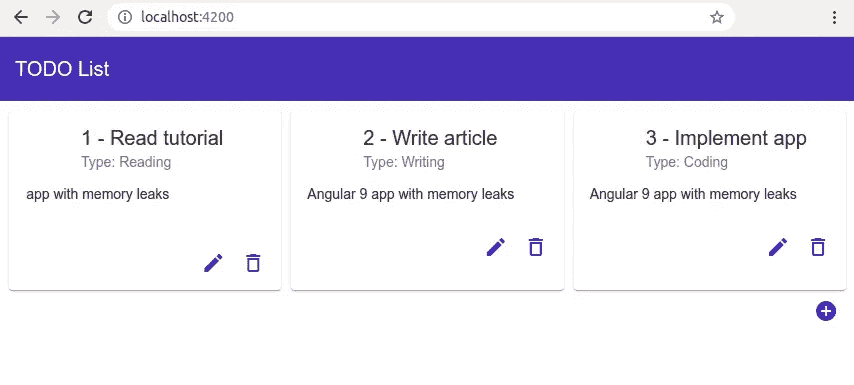 localhost:4200
TODO List
1 - Read tutorial
Type: Reading
app with memory leaks
2 - Write article
Type: Writing
Angular 9 app with memory leaks
3 - Implement app
Type: Coding
Angular 9 app with memory leaks